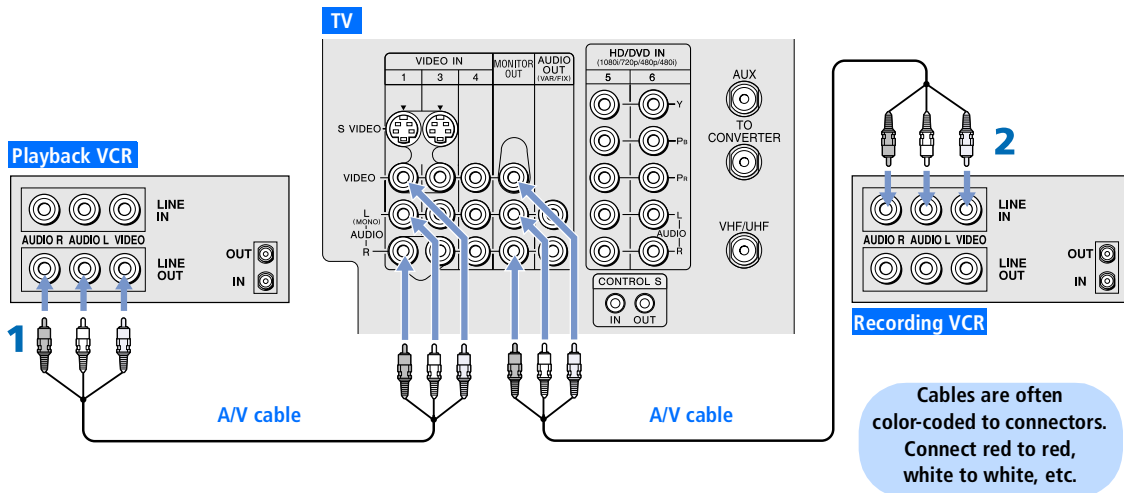 TV
VIDEO IN
1 3 4
MONITOR
OUT
AUDIO
OUT
(VAR/FIX)
S VIDEO
VIDEO
L
(MONO)
AUDIO
R
HD/DVD IN
(1080i/720p/480p/480i)
5 6
Y
PB
PR
L
AUDIO
R
CONTROL S
IN OUT
AUX
TO
CONVERTER
VHF/UHF
Playback VCR
LINE
IN
AUDIO R AUDIO L VIDEO
LINE
OUT
OUT
IN
1
A/V cable
A/V cable
2
LINE
IN
AUDIO R AUDIO L VIDEO
LINE
OUT
OUT
IN
Recording VCR
Cables are often
color-coded to connectors.
Connect red to red,
white to white, etc.